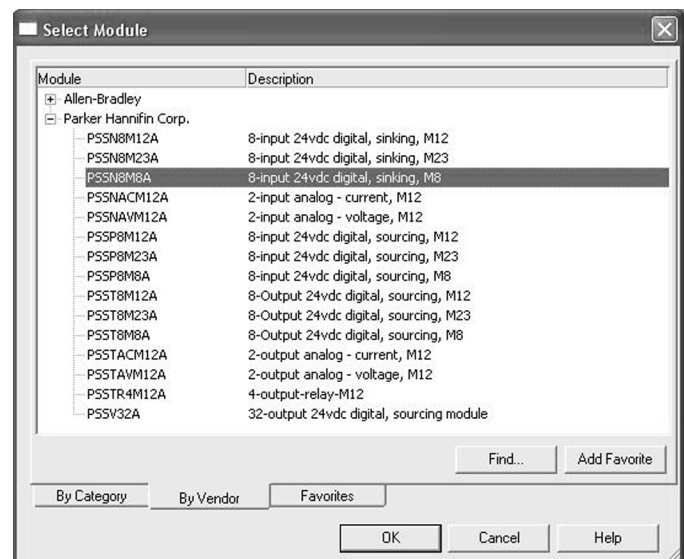 Select Module
Module Description
Allen-Bradley
Parker Hannifin Corp.
PSSN8M12A 8-input 24vdc digital, sinking, M12
PSSN8M23A 8-input 24vdc digital, sinking, M23
PSSN8M8A 8-input 24vdc digital, sinking, M8
PSSNACM12A 2-input analog - current, M12
PSSNAVM12A 2-input analog - voltage, M12
PSSP8M12A 8-input 24vdc digital, sourcing, M12
PSSP8M23A 8-input 24vdc digital, sourcing, M23
PSSP8M8A 8-input 24vdc digital, sourcing, M8
PSST8M12A 8-Output 24vdc digital, sourcing, M12
PSST8M23A 8-Output 24vdc digital, sourcing, M23
PSST8M8A 8-Output 24vdc digital, sourcing, M8
PSSTACM12A 2-output analog - current, M12
PSSTAVM12A 2-output analog - voltage, M12
PSSTR4M12A 4-output-relay-M12
PSSV32A 32-output 24vdc digital, sourcing module
Find... Add Favorite
By Category By Vendor Favorites
OK Cancel Help